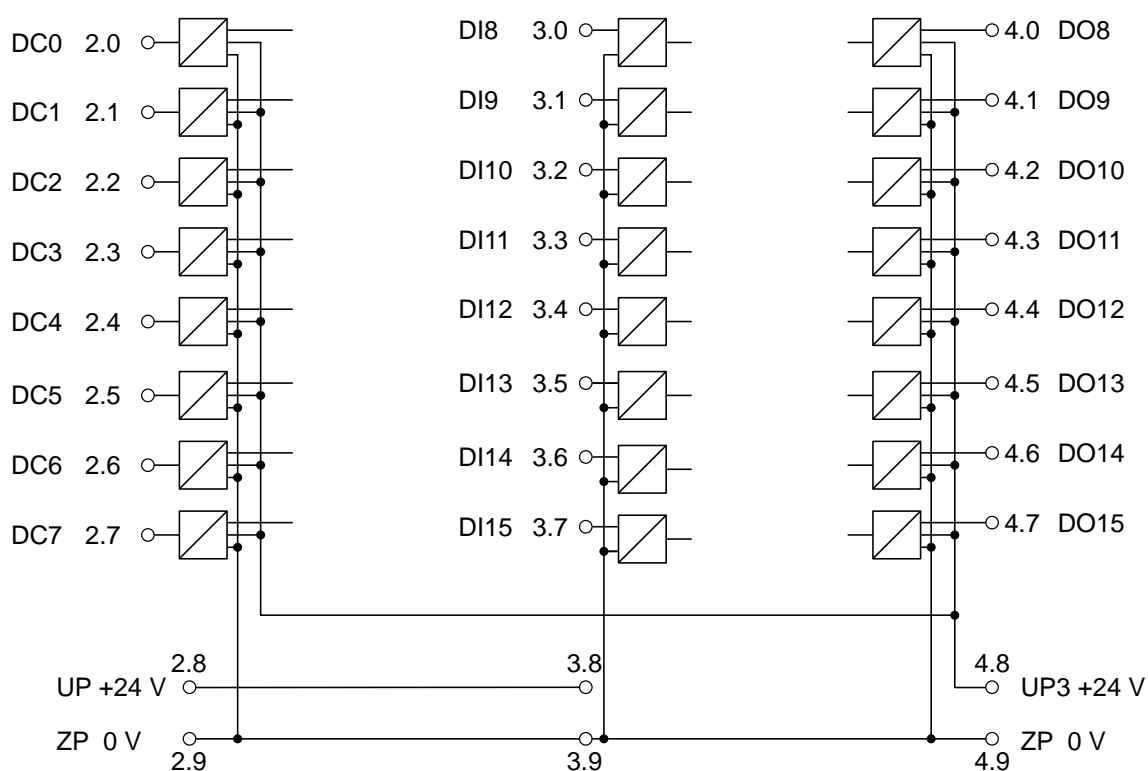 DC0 2.0 DI8 3.0 4.0 DO8
DC1 2.1 DI9 3.1 4.1 DO9
DC2 2.2 DI10 3.2 4.2 DO10
DC3 2.3 DI11 3.3 4.3 DO11
DC4 2.4 DI12 3.4 4.4 DO12
DC5 2.5 DI13 3.5 4.5 DO13
DC6 2.6 DI14 3.6 4.6 DO14
DC7 2.7 DI15 3.7 4.7 DO15
2.8 3.8 4.8
UP +24 V UP3 +24 V
ZP 0 V ZP 0 V
2.9 3.9 4.9